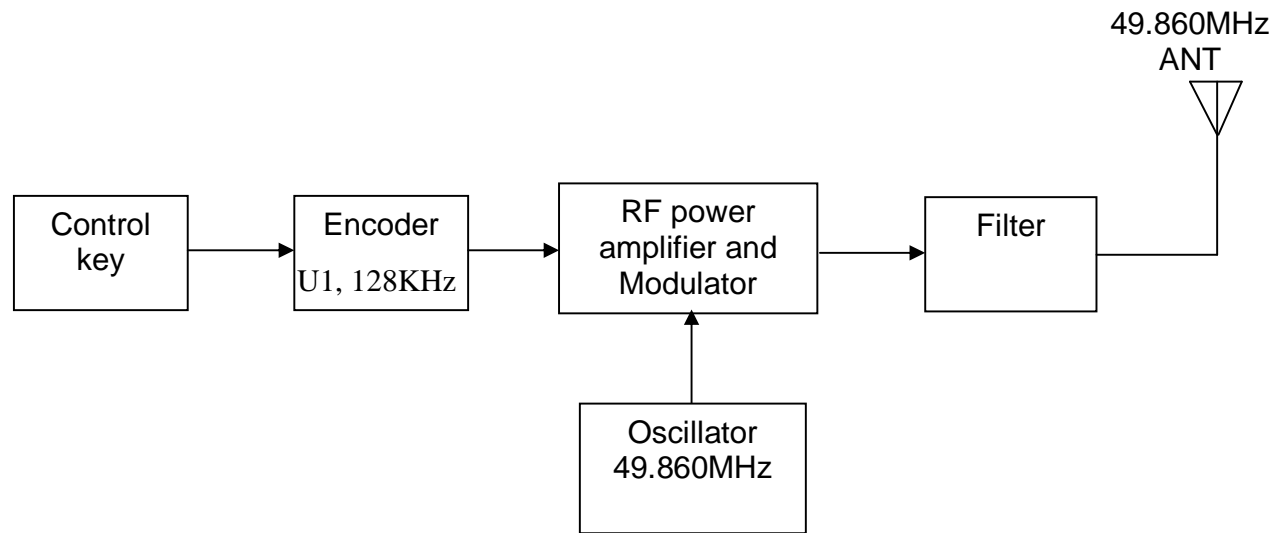 49.860MHz
ANT
Control
key
Encoder
U1, 128KHz
RF power
amplifier and
Modulator
Filter
Oscillator
49.860MHz